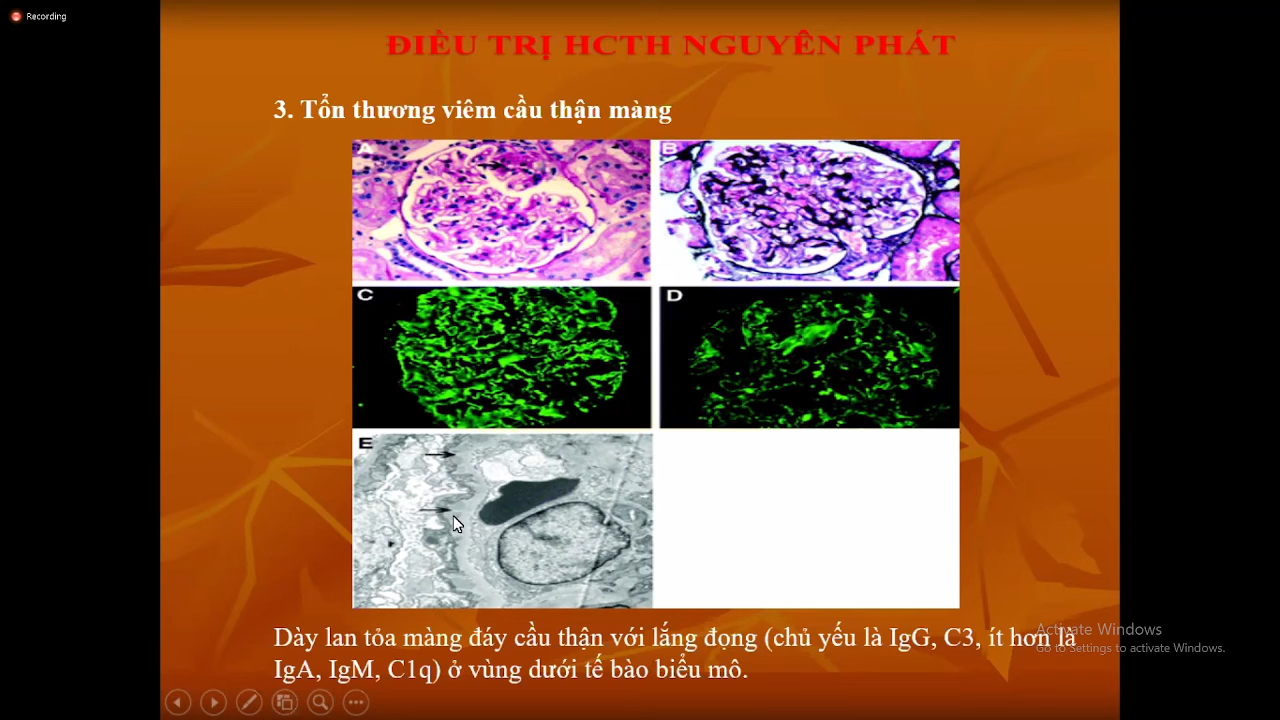 Recording
ĐIỀU TRỊ HCTH NGUYÊN PHÁT
3. Tổn thương viêm cầu thận màng
A
B
C
D
E
Dày lan tỏa màng đáy cầu thận với lắng đọng (chủ yếu là IgG, C3, ít hơn là
IgA, IgM, C1q) ở vùng dưới tế bào biểu mô.
Activate Windows
Go to Settings to activate Windows.